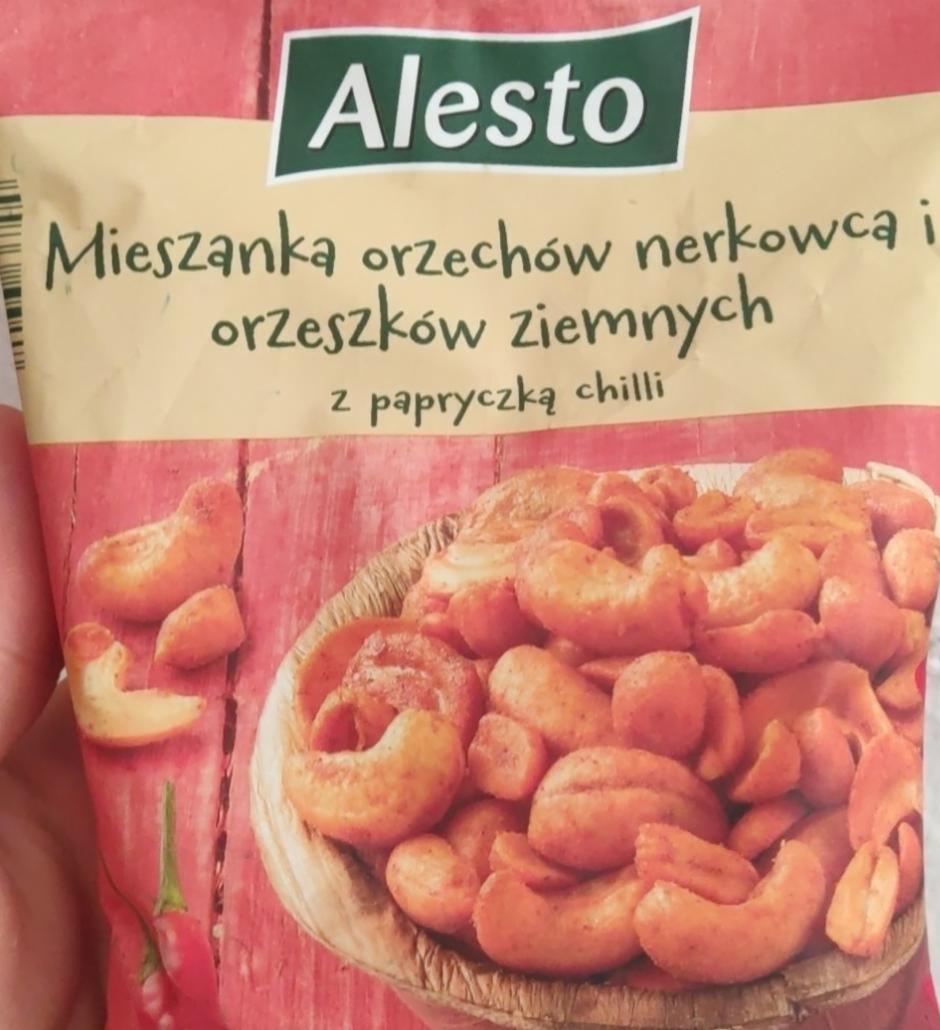 Alesto
Mieszanka orzechów nerkowca i
orzeszków ziemnych
z papryczką chilli